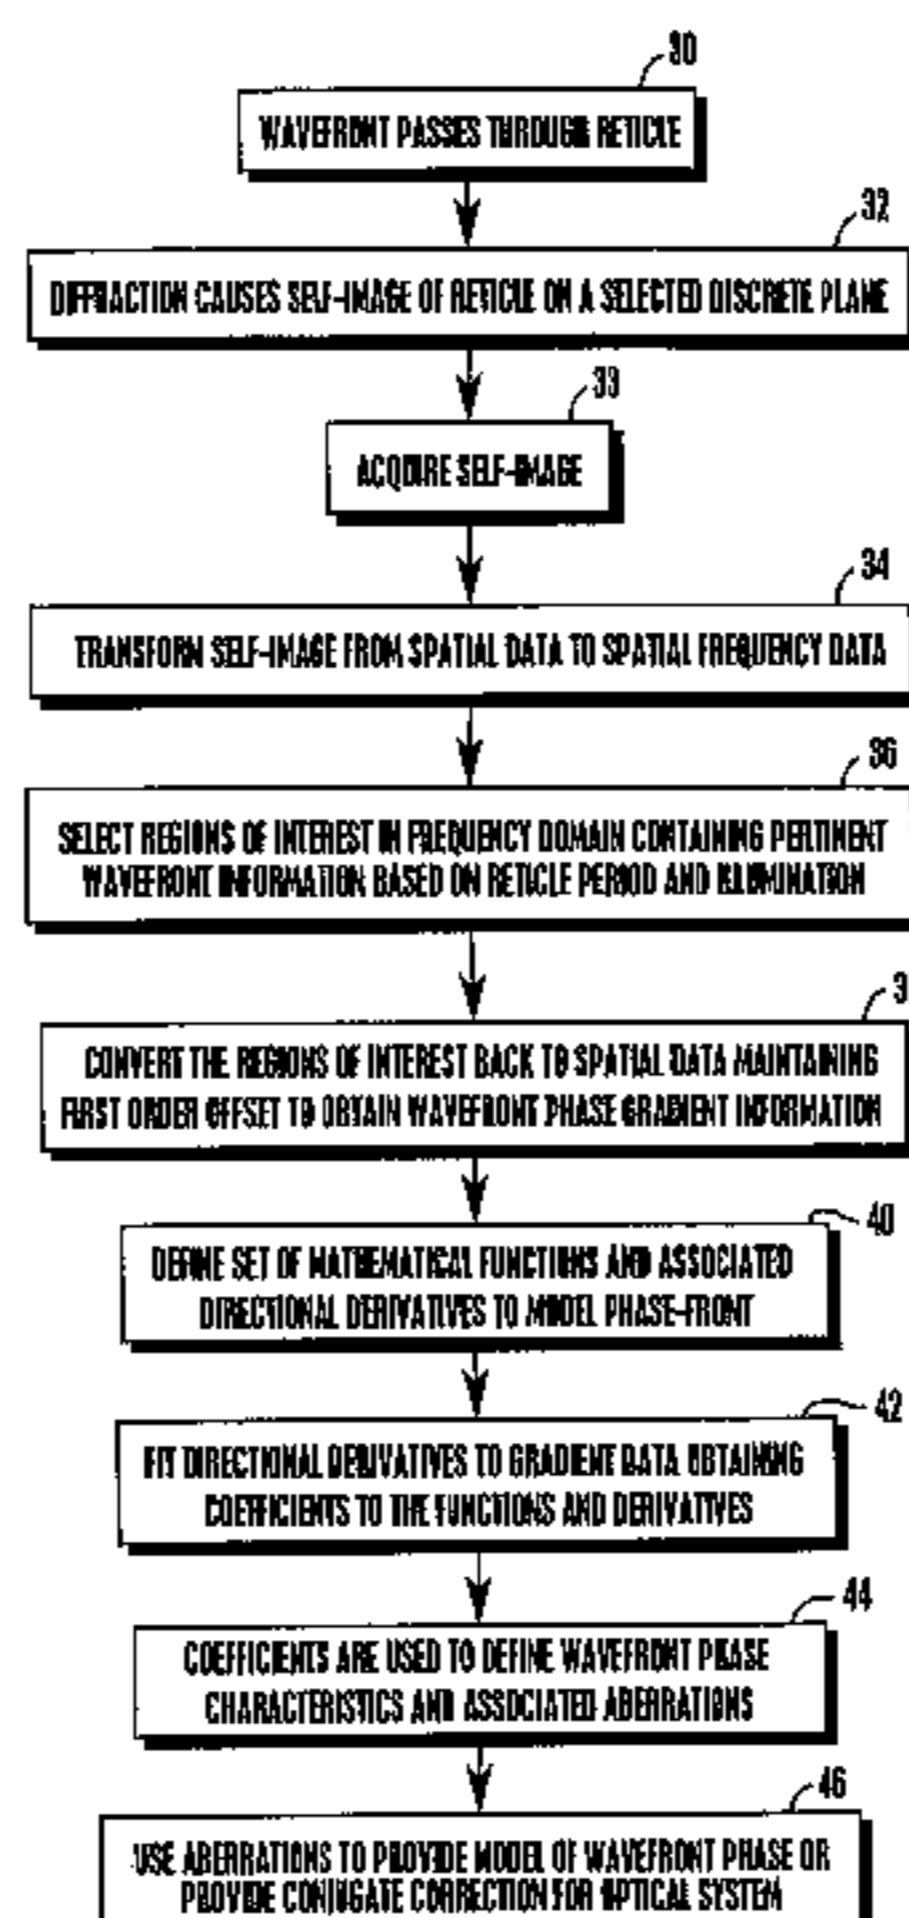 30
WAVEFRONT PASSES THROUGH RETICLE
32
DIFFRACTION CAUSES SELF-IMAGE OF RETICLE ON A SELECTED DISCRETE PLANE
33
ACQUIRE SELF-IMAGE
34
TRANSFORM SELF-IMAGE FROM SPATIAL DATA TO SPATIAL FREQUENCY DATA
36
SELECT REGIONS OF INTEREST IN FREQUENCY DOMAIN CONTAINING PERTINENT
WAVEFRONT INFORMATION BASED ON RETICLE PERIOD AND ILLUMINATION
3
CONVERT THE REGIONS OF INTEREST BACK TO SPATIAL DATA MAINTAINING
FIRST ORDER OFFSET TO OBTAIN WAVEFRONT PHASE GRADIENT INFORMATION
40
DEFINE SET OF MATHEMATICAL FUNCTIONS AND ASSOCIATED
DIRECTIONAL DERIVATIVES TO MODEL PHASE-FRONT
42
FIT DIRECTIONAL DERIVATIVES TO GRADIENT DATA OBTAINING
COEFFICIENTS TO THE FUNCTIONS AND DERIVATIVES
44
COEFFICIENTS ARE USED TO DEFINE WAVEFRONT PHASE
CHARACTERISTICS AND ASSOCIATED ABERRATIONS
46
USE ABERRATIONS TO PROVIDE MODEL OF WAVEFRONT PHASE OR
PROVIDE CONJUGATE CORRECTION FOR OPTICAL SYSTEM